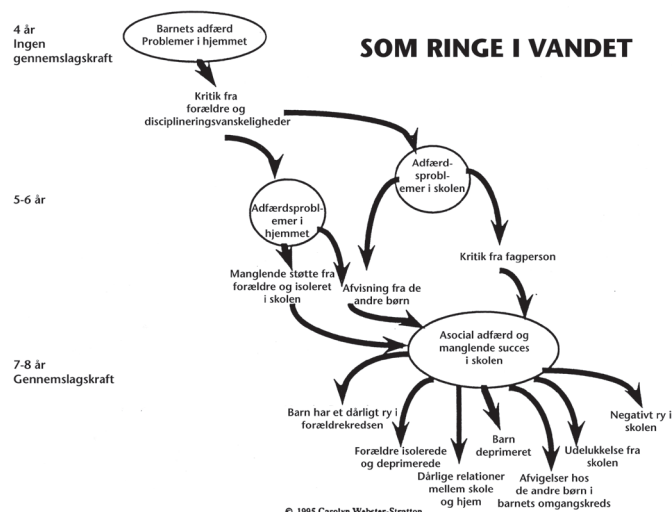 4 år
Ingen
gennemslagskraft
Barnets adfærd
Problemer i hjemmet
SOM RINGE I VANDET
Kritik fra
forældre og
disciplineringsvanskeligheder
Adfærd-
sprobl-
emer i skolen
5-6 år
Adfærdsprobl-
emer i
hjemmet
Kritik fra fagperson
Manglende støtte fra
forældre og isoleret
i skolen
Afvisning fra de
andre børn
Asocial adfærd og
manglende succes
i skolen
7-8 år
Gennemslagskraft
Barn har et dårligt ry i
forældrekredsen
Forældre isolerede
og deprimerede
Dårlige relationer
mellem skole
og hjem
Barn
deprimeret
Afvigelser hos
de andre børn i
barnets omgangskreds
Udelukkelse fra
skolen
Negativt ry i
skolen
© 1995 Carolyn Webster-Stratton